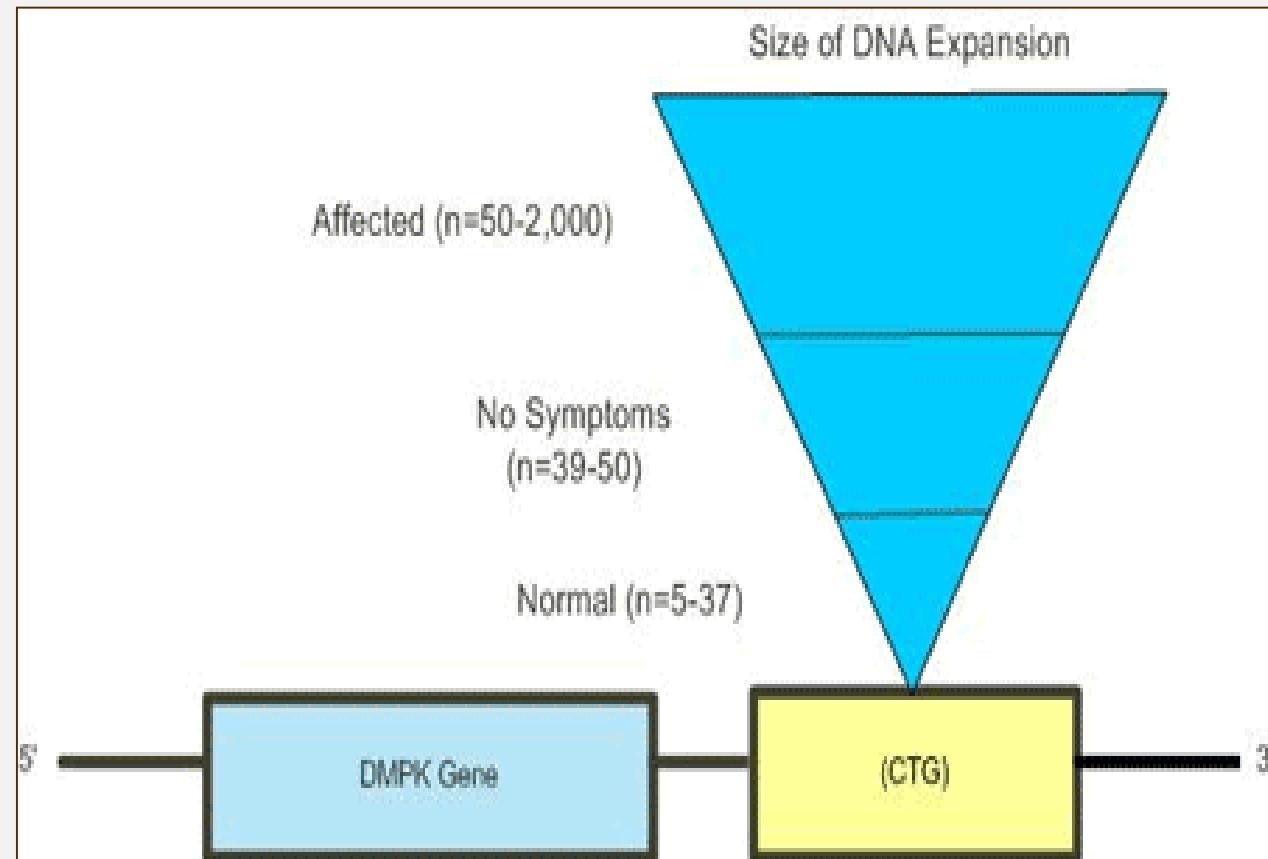 Size of DNA Expansion
Affected (n=50-2,000)
No Symptoms
(n=39-50)
Normal (n=5-37)
5'
DMPK Gene
(CTG)
3